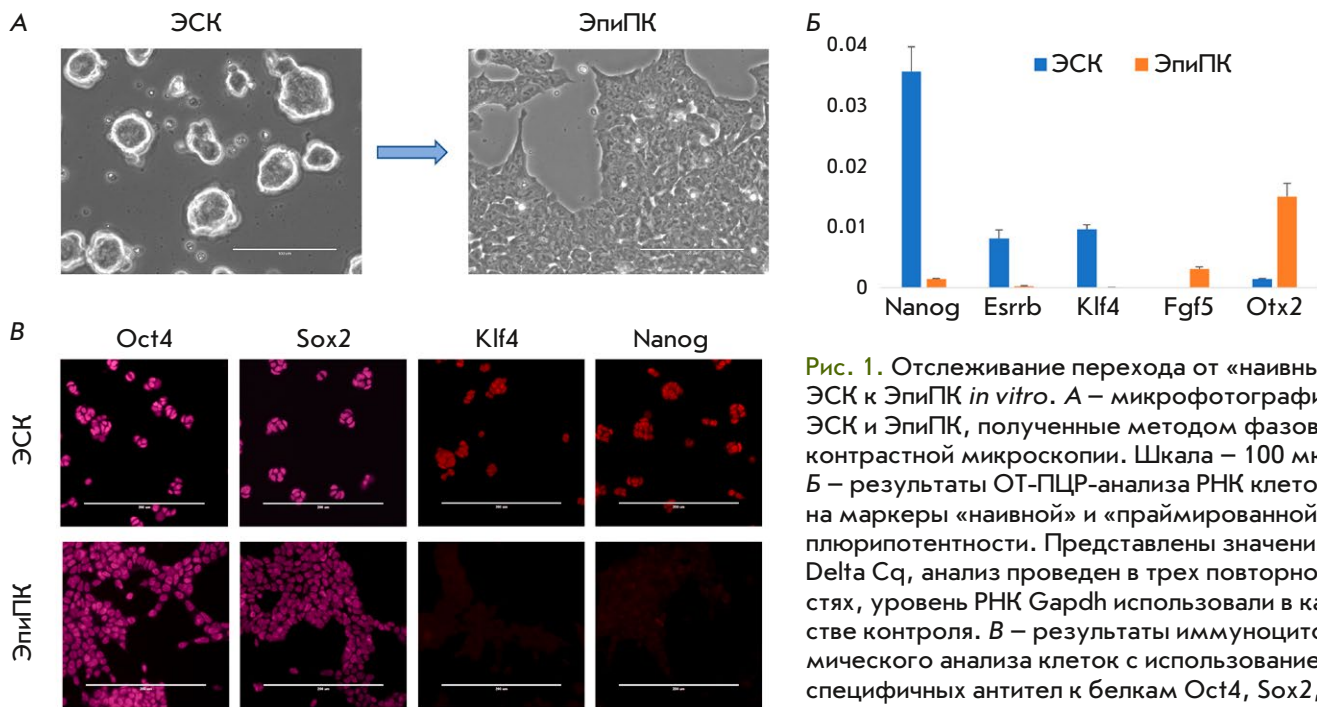 А
ЭСК
ЭпиПК
Б
0.04
0.03
0.02
0.01
0
ЭСК
ЭпиПК
Nanog
Esrrb
Klf4
Fgf5
Otx2
В
Oct4
Sox2
Klf4
Nanog
ЭСК
ЭпиПК
Рис. 1. Отслеживание перехода от «наивны
ЭСК к ЭпиПК in vitro. А – микрофотографи
ЭСК и ЭпиПК, полученные методом фазов
контрастной микроскопии. Шкала – 100 мк
Б – результаты ОТ-ПЦР-анализа РНК клето
на маркеры «наивной» и «праймированной
плюрипотентности. Представлены значени
Delta Cq, анализ проведен в трех повторно
стях, уровень РНК Gapdh использовали в ка
стве контроля. В – результаты иммуноцито
мического анализа клеток с использование
специфичных антител к белкам Oct4, Sox2,